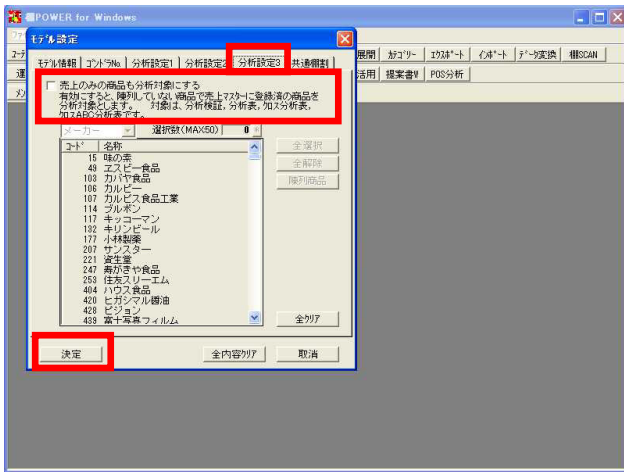 棚POWER for Windows
モデル設定
モデル情報 コントラNo. 分析設定1 分析設定2 分析設定3 共通棚割
売上のみの商品も分析対象にする
有効にすると、陳列していない商品で売上マスターに登録済の商品を
分析対象とします。 対象は、分析検証、分析表、クロス分析表、
クロスABC分析表です。
メーカー 選択数(MAX50) 0
コード 名称
15 味の素
49 ヱスビー食品
103 カバヤ食品
106 カルビー
107 カルピス食品工業
114 ブルボン
117 キッコーマン
132 キリンビール
177 小林製薬
207 サンスター
221 資生堂
247 寿がきや食品
253 住友スリーエム
404 ハウス食品
420 ヒガシマル醤油
428 ピジョン
439 富士写真フィルム
全選択
全解除
陳列商品
全クリア
決定 全内容クリア 取消
展開 カテゴリー エクスポート インポート データ変換 棚SCAN
活用 提案書W POS分析